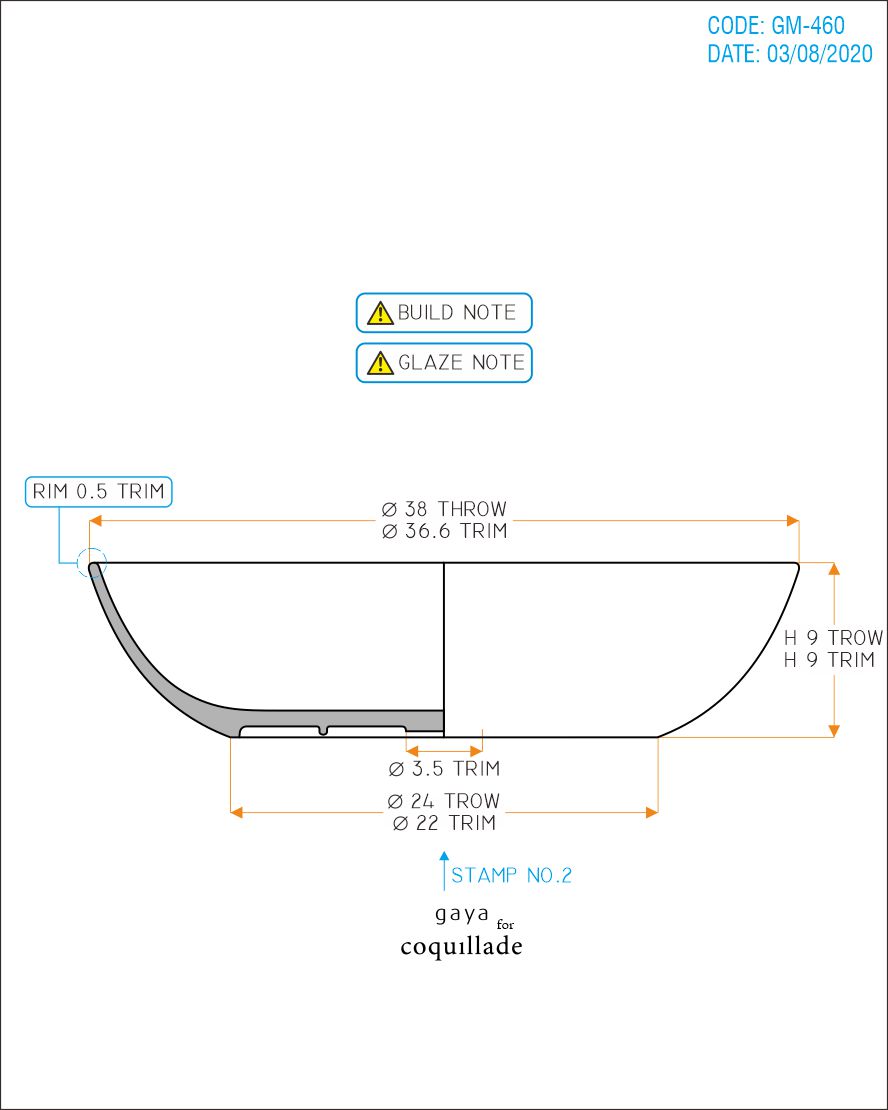 CODE: GM-460
DATE: 03/08/2020
BUILD NOTE
GLAZE NOTE
RIM 0.5 TRIM
Ø 38 THROW
Ø 36.6 TRIM
H 9 TROW
H 9 TRIM
Ø 3.5 TRIM
Ø 24 TROW
Ø 22 TRIM
STAMP NO.2
gaya for
coquıllade